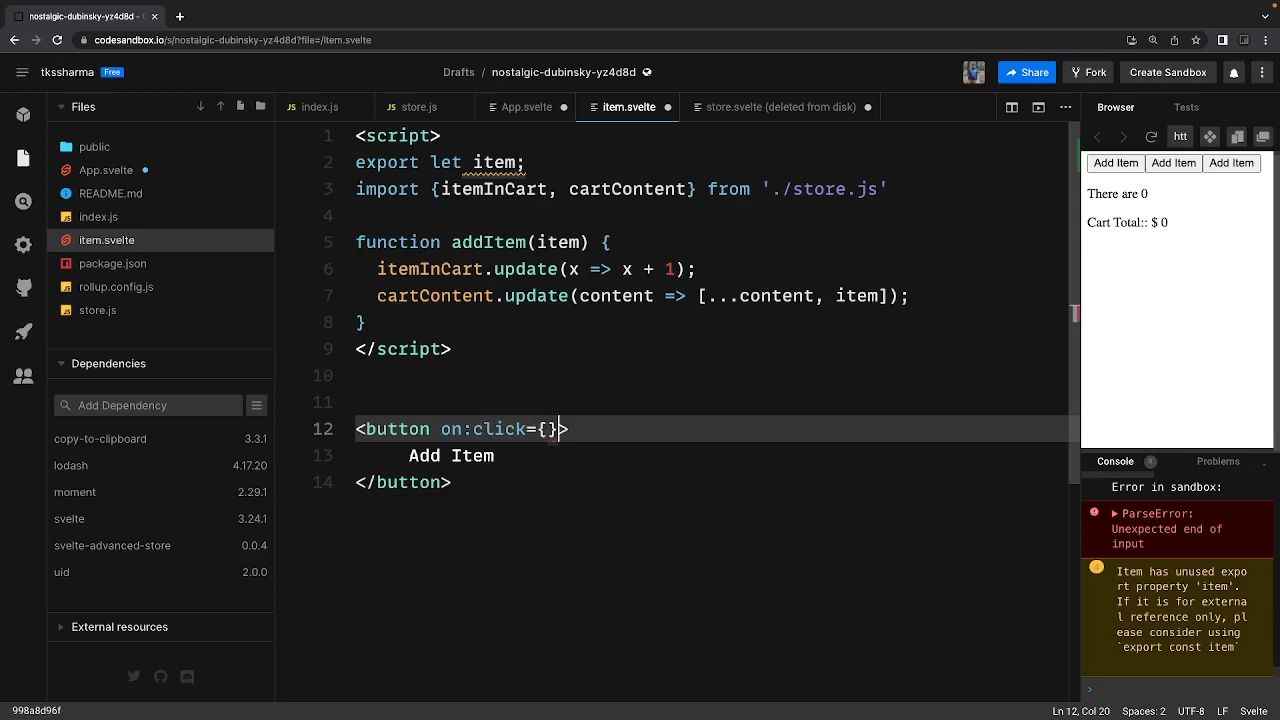 nostalgic-dubinsky-yz4d8d - 
codesandbox.io/s/nostalgic-dubinsky-yz4d8d?file=/item.svelte
tkssharma Free
Drafts / nostalgic-dubinsky-yz4d8d
Share
Fork
Create Sandbox
Files
index.js
store.js
App.svelte
item.svelte
store.svelte (deleted from disk)
Browser
Tests
public
App.svelte
README.md
index.js
item.svelte
package.json
rollup.config.js
store.js
Dependencies
Add Dependency
copy-to-clipboard 3.3.1
lodash 4.17.20
moment 2.29.1
svelte 3.24.1
svelte-advanced-store 0.0.4
uid 2.0.0
External resources
1 <script>
2 export let item;
3 import {itemInCart, cartContent} from './store.js'
4
5 function addItem(item) {
6 itemInCart.update(x => x + 1);
7 cartContent.update(content => [...content, item]);
8 }
9 </script>
10
11
12 <button on:click={}>
13 Add Item
14 </button>
htt
Add Item Add Item Add Item
There are 0
Cart Total:: $ 0
Console 0 Problems
Error in sandbox:
ParseError:
Unexpected end of
input
Item has unused expo
rt property 'item'.
If it is for externa
l reference only, pl
ease consider using
`export const item`
998a8d96f
Ln 12, Col 20 Spaces: 2 UTF-8 LF Svelte